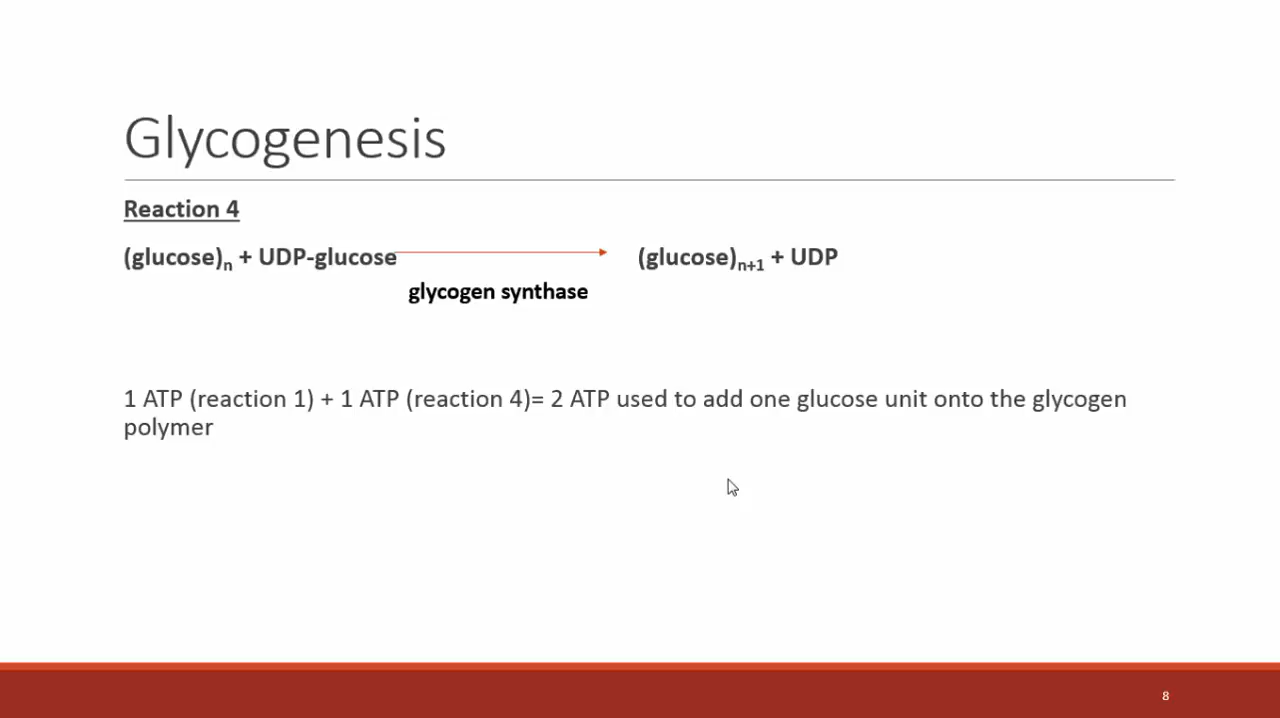 Glycogenesis
Reaction 4
(glucose)n + UDP-glucose (glucose)n+1 + UDP
glycogen synthase
1 ATP (reaction 1) + 1 ATP (reaction 4)= 2 ATP used to add one glucose unit onto the glycogen
polymer
8